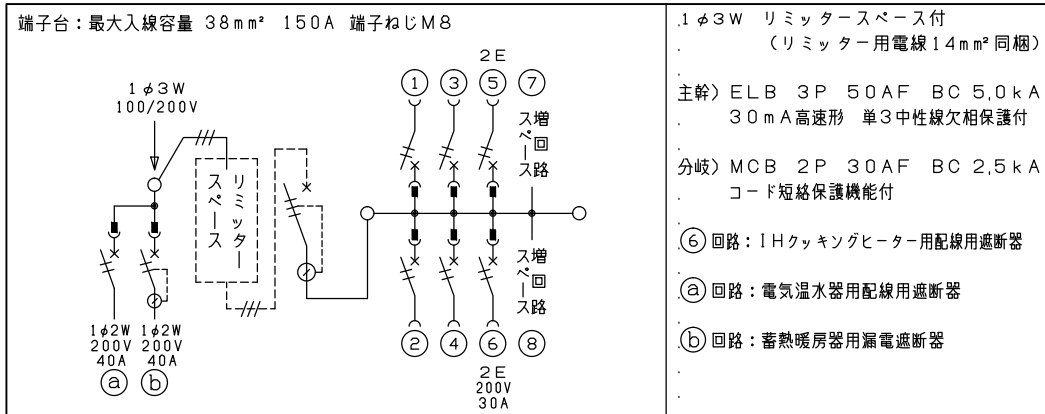 端子台：最大入線容量 38mm² 150A 端子ねじM8
1φ3W
100/200V
リミッター
スペース
1φ2W
200V
40A
ⓐ
1φ2W
200V
40A
ⓑ
2E
① ③ ⑤ ⑦
増回路
スペース
増回路
スペース
② ④ ⑥ ⑧
2E
200V
30A
1φ3W リミッタースペース付
（リミッター用電線14mm²同梱）
主幹）ELB 3P 50AF BC 5,0kA
30mA高速形 単3中性線欠相保護付
分岐）MCB 2P 30AF BC 2,5kA
コード短絡保護機能付
⑥回路：IHクッキングヒーター用配線用遮断器
ⓐ回路：電気温水器用配線用遮断器
ⓑ回路：蓄熱暖房器用漏電遮断器